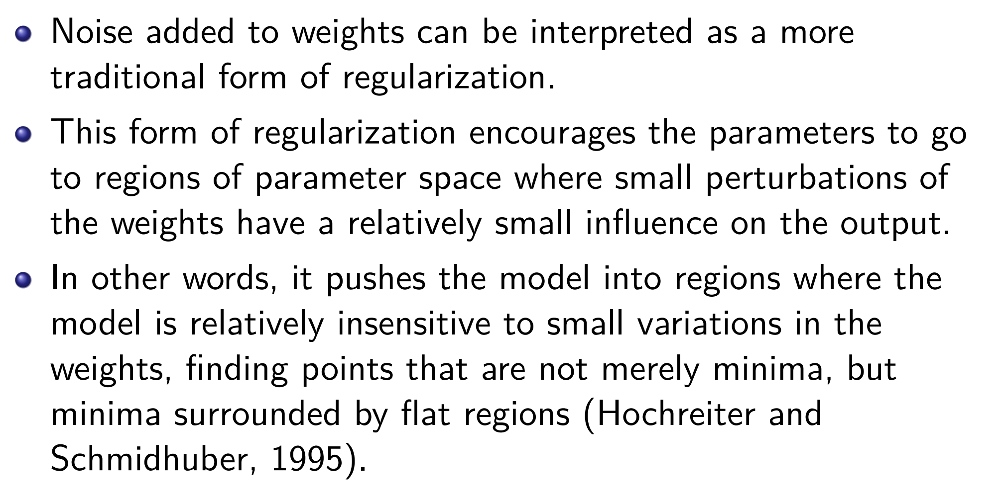 Noise added to weights can be interpreted as a more
traditional form of regularization.
This form of regularization encourages the parameters to go
to regions of parameter space where small perturbations of
the weights have a relatively small influence on the output.
In other words, it pushes the model into regions where the
model is relatively insensitive to small variations in the
weights, finding points that are not merely minima, but
minima surrounded by flat regions (Hochreiter and
Schmidhuber, 1995).